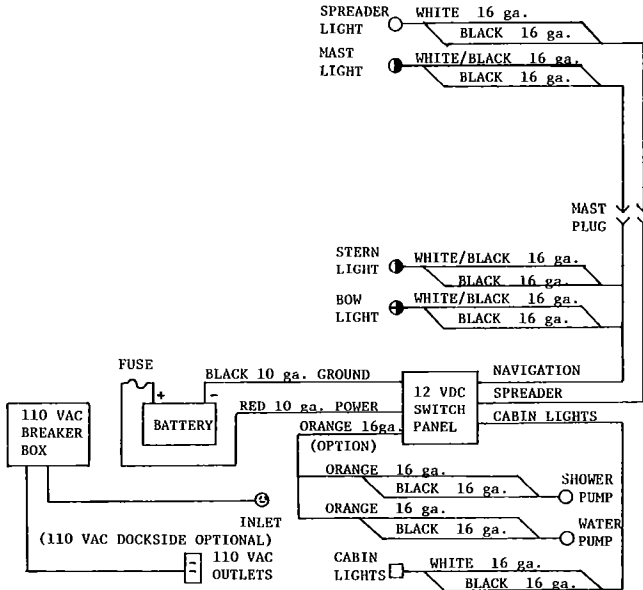 SPREADER
LIGHT
WHITE 16 ga.
BLACK 16 ga.
MAST
LIGHT
WHITE/BLACK 16 ga.
BLACK 16 ga.
MAST
PLUG
STERN
LIGHT
WHITE/BLACK 16 ga.
BLACK 16 ga.
BOW
LIGHT
WHITE/BLACK 16 ga.
BLACK 16 ga.
FUSE
+
-
BATTERY
BLACK 10 ga. GROUND
RED 10 ga. POWER
12 VDC
SWITCH
PANEL
NAVIGATION
SPREADER
CABIN LIGHTS
110 VAC
BREAKER
BOX
ORANGE 16ga.
(OPTION)
ORANGE 16 ga.
BLACK 16 ga.
SHOWER
PUMP
ORANGE 16 ga.
BLACK 16 ga.
WATER
PUMP
INLET
(110 VAC DOCKSIDE OPTIONAL)
110 VAC
OUTLETS
CABIN
LIGHTS
WHITE 16 ga.
BLACK 16 ga.